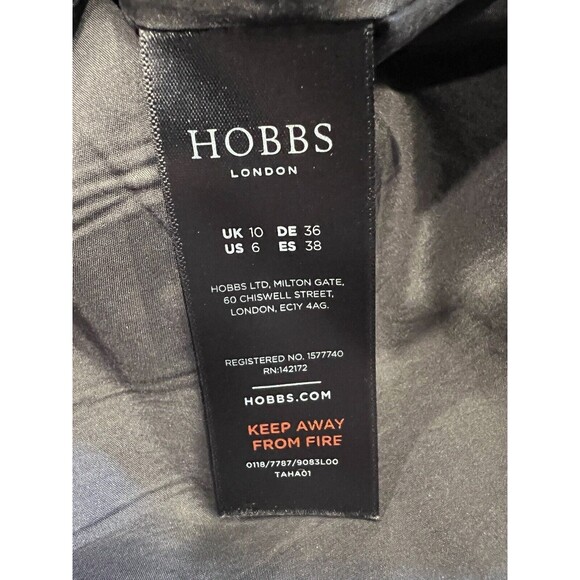 HOBBS
LONDON
UK 10 DE 36
US 6 ES 38
HOBBS LTD, MILTON GATE,
60 CHISWELL STREET,
LONDON, EC1Y 4AG.
REGISTERED NO. 1577740
RN:142172
HOBBS.COM
KEEP AWAY
FROM FIRE
0118/7787/9083L00
TAHA01